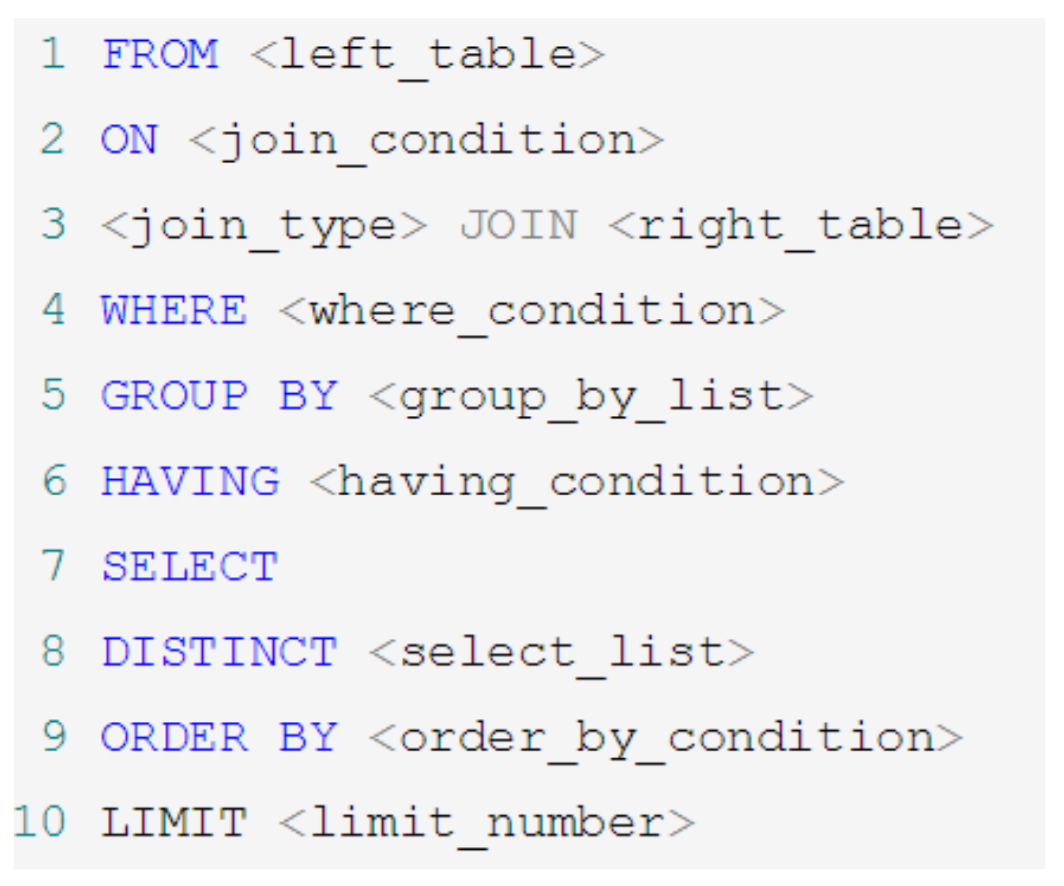 1 FROM <left_table>
2 ON <join_condition>
3 <join_type> JOIN <right_table>
4 WHERE <where_condition>
5 GROUP BY <group_by_list>
6 HAVING <having_condition>
7 SELECT
8 DISTINCT <select_list>
9 ORDER BY <order_by_condition>
10 LIMIT <limit_number>